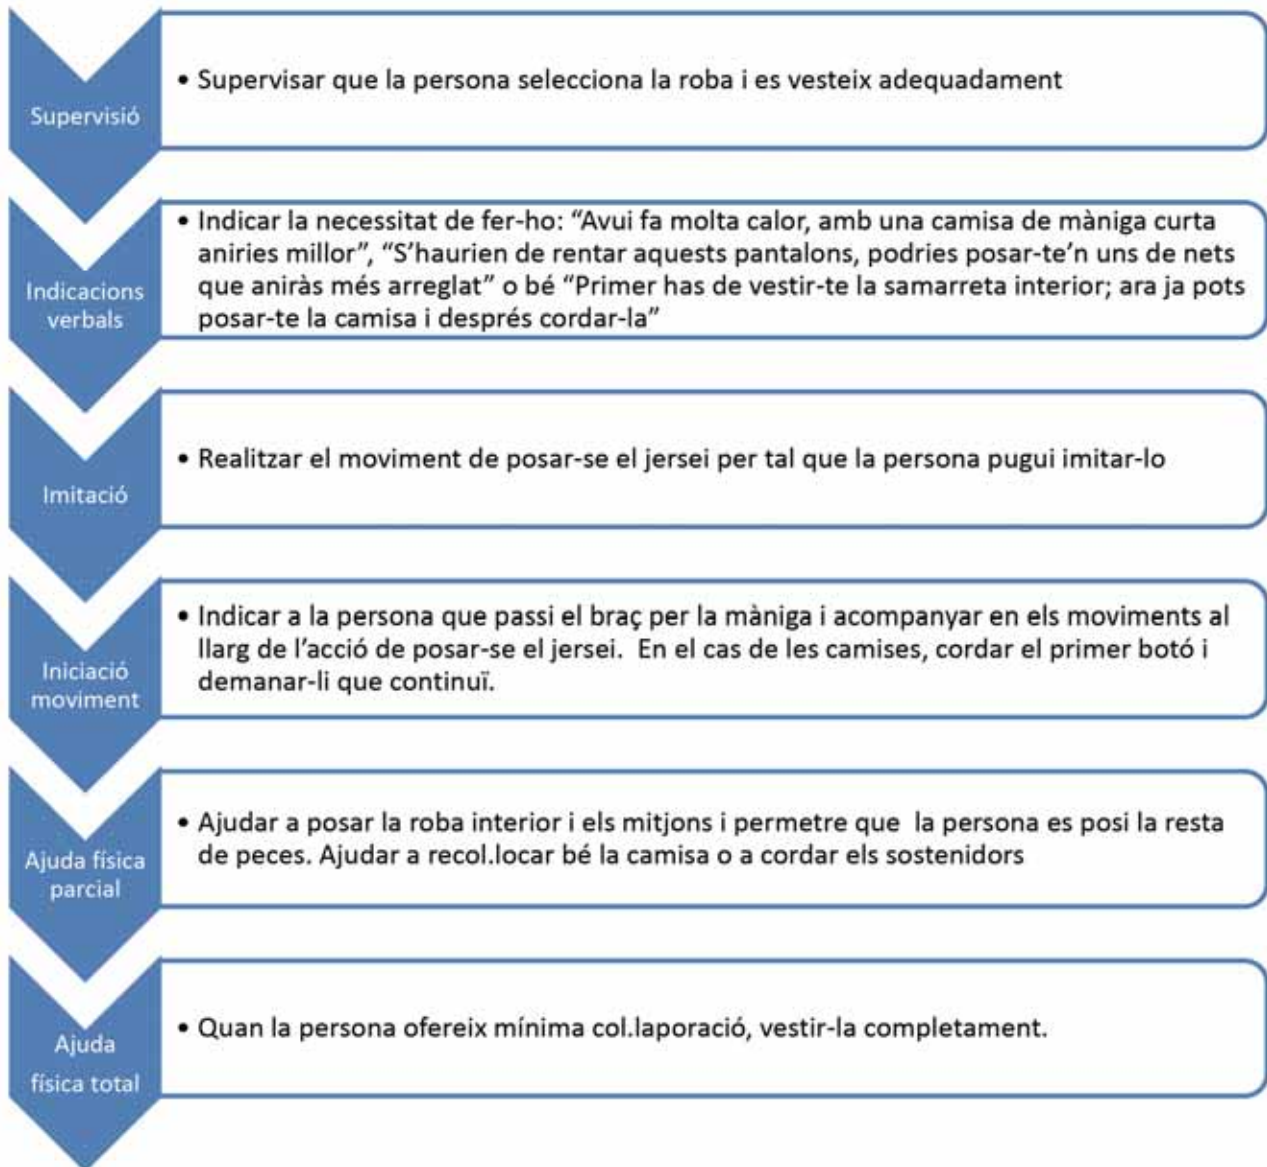 Supervisió
• Supervisar que la persona selecciona la roba i es vesteix adequadament
Indicacions
verbals
• Indicar la necessitat de fer-ho: “Avui fa molta calor, amb una camisa de màniga curta
aniries millor”, “S’haurien de rentar aquests pantalons, podries posar-te’n uns de nets
que aniràs més arreglat” o bé “Primer has de vestir-te la samarreta interior; ara ja pots
posar-te la camisa i després cordar-la”
Imitació
• Realitzar el moviment de posar-se el jersei per tal que la persona pugui imitar-lo
Iniciació
moviment
• Indicar a la persona que passi el braç per la màniga i acompanyar en els moviments al
llarg de l’acció de posar-se el jersei. En el cas de les camises, cordar el primer botó i
demanar-li que continuï.
Ajuda física
parcial
• Ajudar a posar la roba interior i els mitjons i permetre que la persona es posi la resta
de peces. Ajudar a recol.locar bé la camisa o a cordar els sostenidors
Ajuda
física total
• Quan la persona ofereix mínima col.laporació, vestir-la completament.